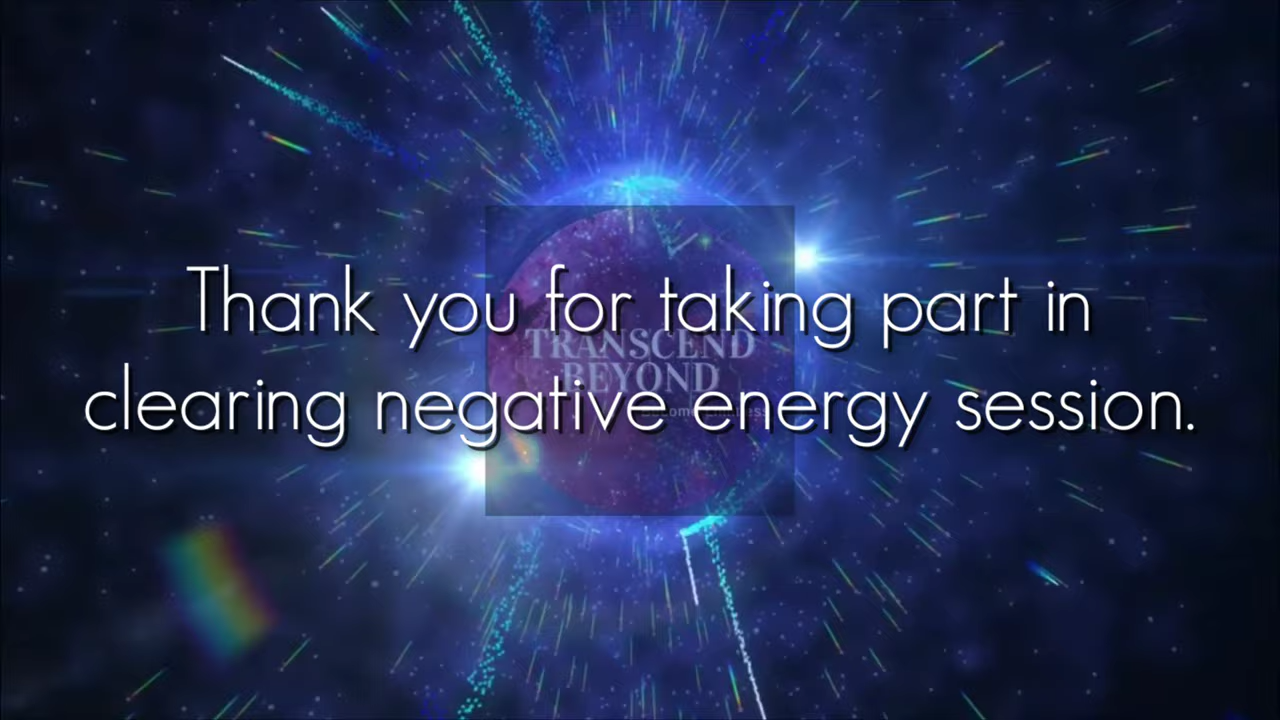 Thank you for taking part in
TRANSCEND
BEYOND
clearing negative energy session.